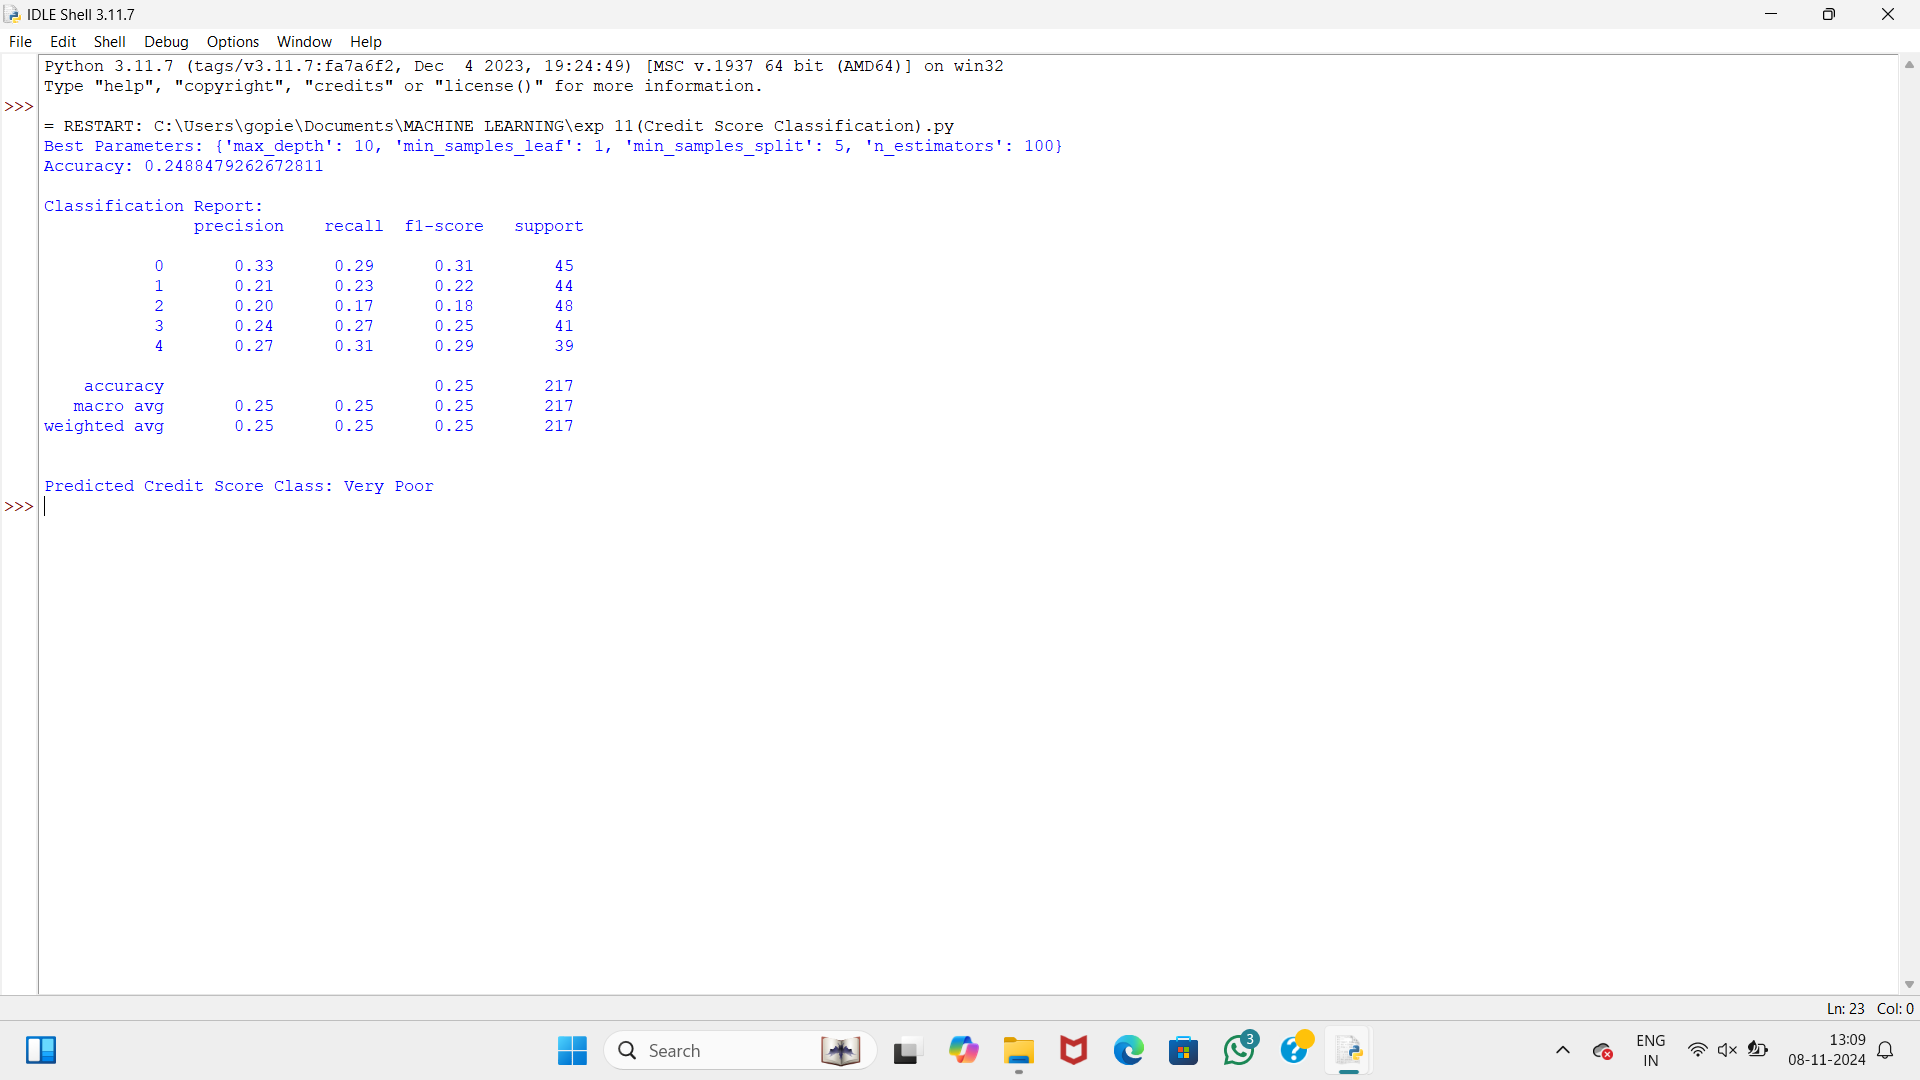 IDLE Shell 3.11.7
File Edit Shell Debug Options Window Help
Python 3.11.7 (tags/v3.11.7:fa7a6f2, Dec  4 2023, 19:24:49) [MSC v.1937 64 bit (AMD64)] on win32
Type "help", "copyright", "credits" or "license()" for more information.
>>>
= RESTART: C:\Users\gopie\Documents\MACHINE LEARNING\exp 11(Credit Score Classification).py
Best Parameters: {'max_depth': 10, 'min_samples_leaf': 1, 'min_samples_split': 5, 'n_estimators': 100}
Accuracy: 0.2488479262672811
Classification Report:
precision recall f1-score support
0 0.33 0.29 0.31 45
1 0.21 0.23 0.22 44
2 0.20 0.17 0.18 48
3 0.24 0.27 0.25 41
4 0.27 0.31 0.29 39
accuracy 0.25 217
macro avg 0.25 0.25 0.25 217
weighted avg 0.25 0.25 0.25 217
Predicted Credit Score Class: Very Poor
>>>
Ln: 23 Col: 0
Search
3
ENG
IN
13:09
08-11-2024